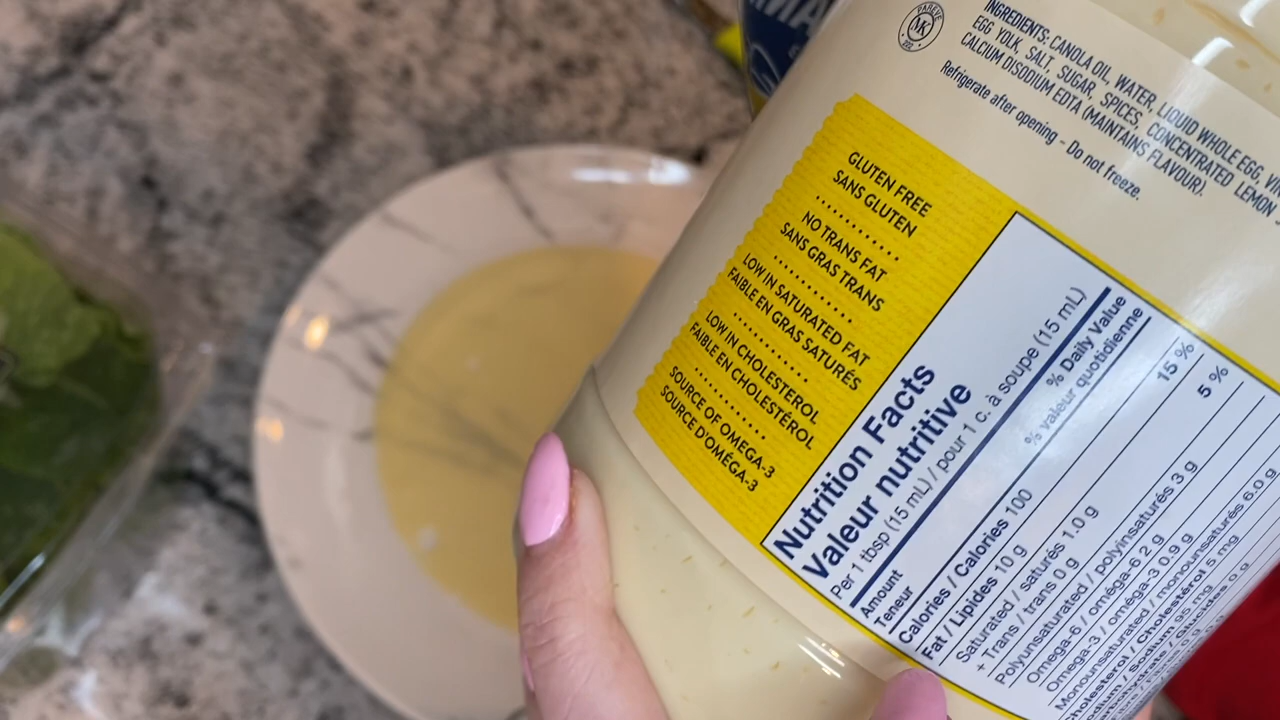 PAREVE
MK
INGREDIENTS: CANOLA OIL, WATER, LIQUID WHOLE EGG,
EGG YOLK, SALT, SUGAR, SPICES, CONCENTRATED LEMON
CALCIUM DISODIUM EDTA (MAINTAINS FLAVOUR).
Refrigerate after opening - Do not freeze.
GLUTEN FREE
SANS GLUTEN
NO TRANS FAT
SANS GRAS TRANS
LOW IN SATURATED FAT
FAIBLE EN GRAS SATURÉS
LOW IN CHOLESTEROL
FAIBLE EN CHOLESTÉROL
SOURCE OF OMEGA-3
SOURCE D'OMÉGA-3
Nutrition Facts
Valeur nutritive
Per 1 tbsp (15 mL) / pour 1 c. à soupe (15 mL)
Amount
Teneur
% Daily Value
% valeur quotidienne
Calories / Calories 100
Fat / Lipides 10 g 15 %
Saturated / saturés 1.0 g
+ Trans / trans 0 g 5 %
Polyunsaturated / polyinsaturés 3 g
Omega-6 / oméga-6 2 g
Omega-3 / oméga-3 0.9 g
Monounsaturated / monoinsaturés 6.0 g
Cholesterol / Cholestérol 5 mg
Sodium 95 mg